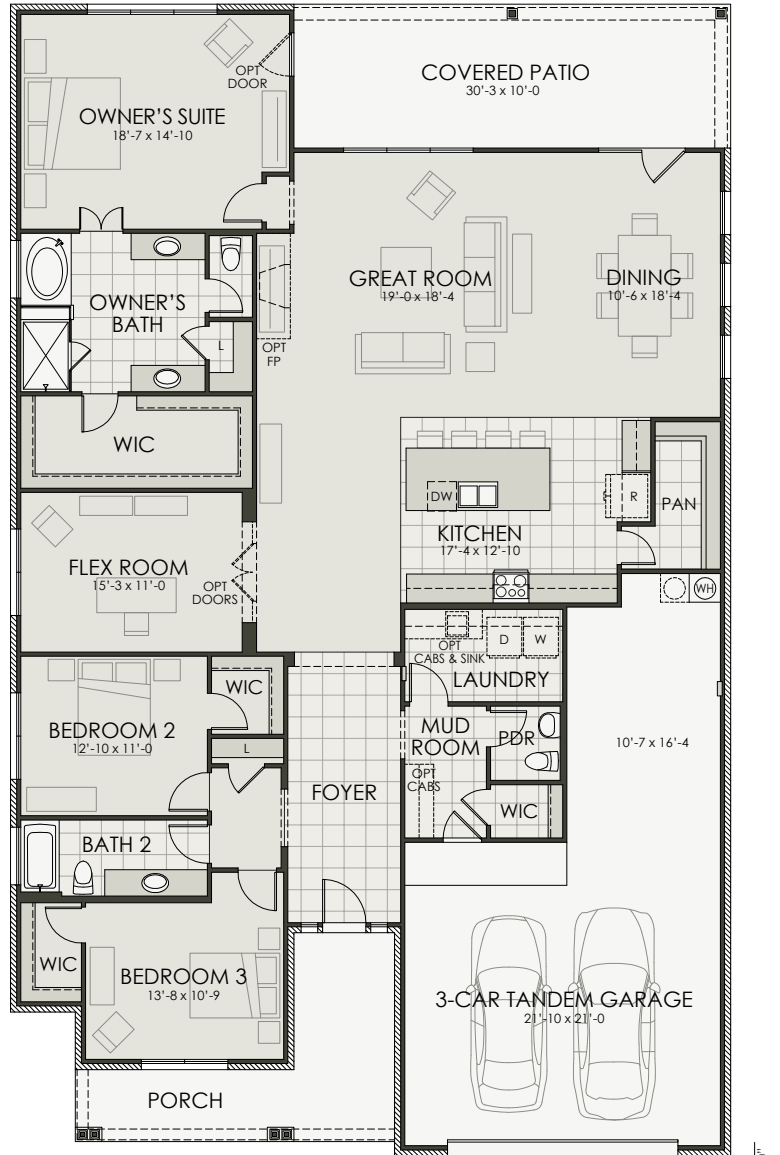 COVERED PATIO
30'-3 x 10'-0
OPT
DOOR
OWNER'S SUITE
18'-7 x 14'-10
GREAT ROOM
19'-0 x 18'-4
DINING
10'-6 x 18'-4
OWNER'S
BATH
L
OPT
FP
WIC
DW
R
PAN
KITCHEN
17'-4 x 12'-10
FLEX ROOM
15'-3 x 11'-0
OPT
DOORS
WH
D
W
OPT
CABS & SINK
LAUNDRY
WIC
BEDROOM 2
12'-10 x 11'-0
L
MUD
ROOM
PDR
10'-7 x 16'-4
OPT
CABS
FOYER
WIC
BATH 2
WIC
BEDROOM 3
13'-8 x 10'-9
3-CAR TANDEM GARAGE
21'-10 x 21'-0
PORCH